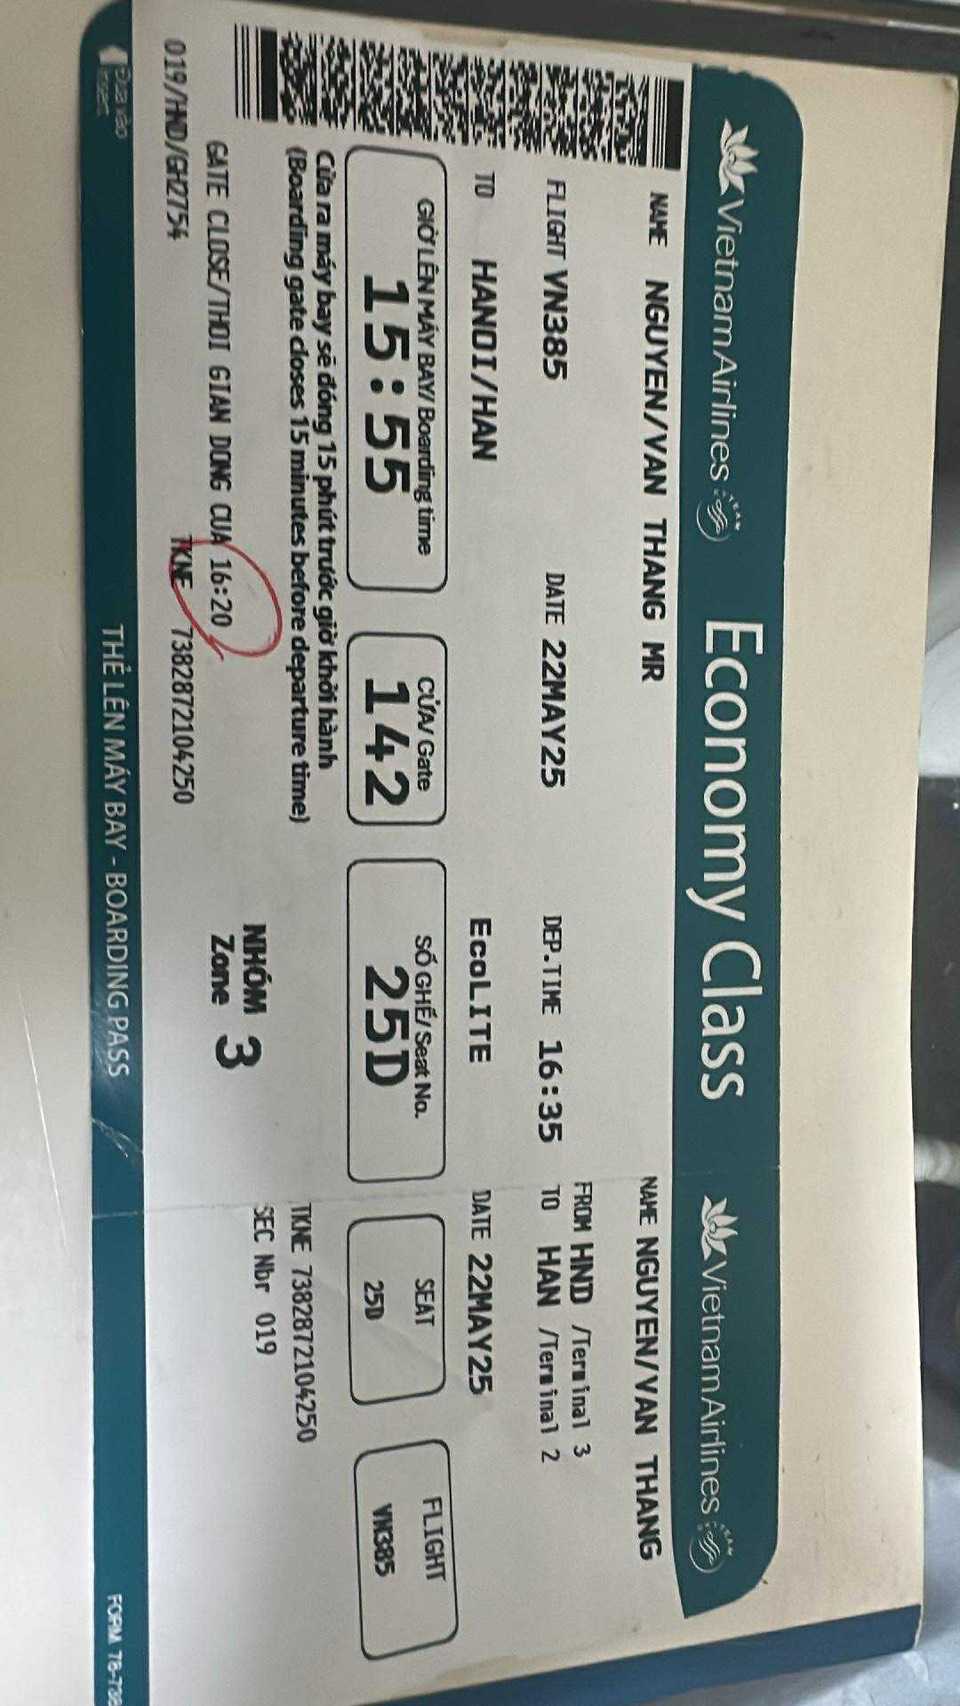 VietnamAirlines
SKYTEAM
Economy Class
NAME NGUYEN/VAN THANG MR
FLIGHT VN385 DATE 22MAY25 DEP.TIME 16:35
TO HANOI/HAN EcoLITE
GIỜ LÊN MÁY BAY/ Boarding time
15:55
CỬA/ Gate
142
SỐ GHẾ/ Seat No.
25D
Cửa ra máy bay sẽ đóng 15 phút trước giờ khởi hành
(Boarding gate closes 15 minutes before departure time)
NHÓM
Zone 3
GATE CLOSE/THOI GIAN DONG CUA 16:20
019/HND/GH2754 TKNE 7382872104250
Đưa vào
Insert
THẺ LÊN MÁY BAY - BOARDING PASS
VietnamAirlines
SKYTEAM
NAME NGUYEN/VAN THANG
FROM HND /Terminal 3
TO HAN /Terminal 2
DATE 22MAY25
SEAT
25D
FLIGHT
VN385
TKNE 7382872104250
SEC Nbr 019